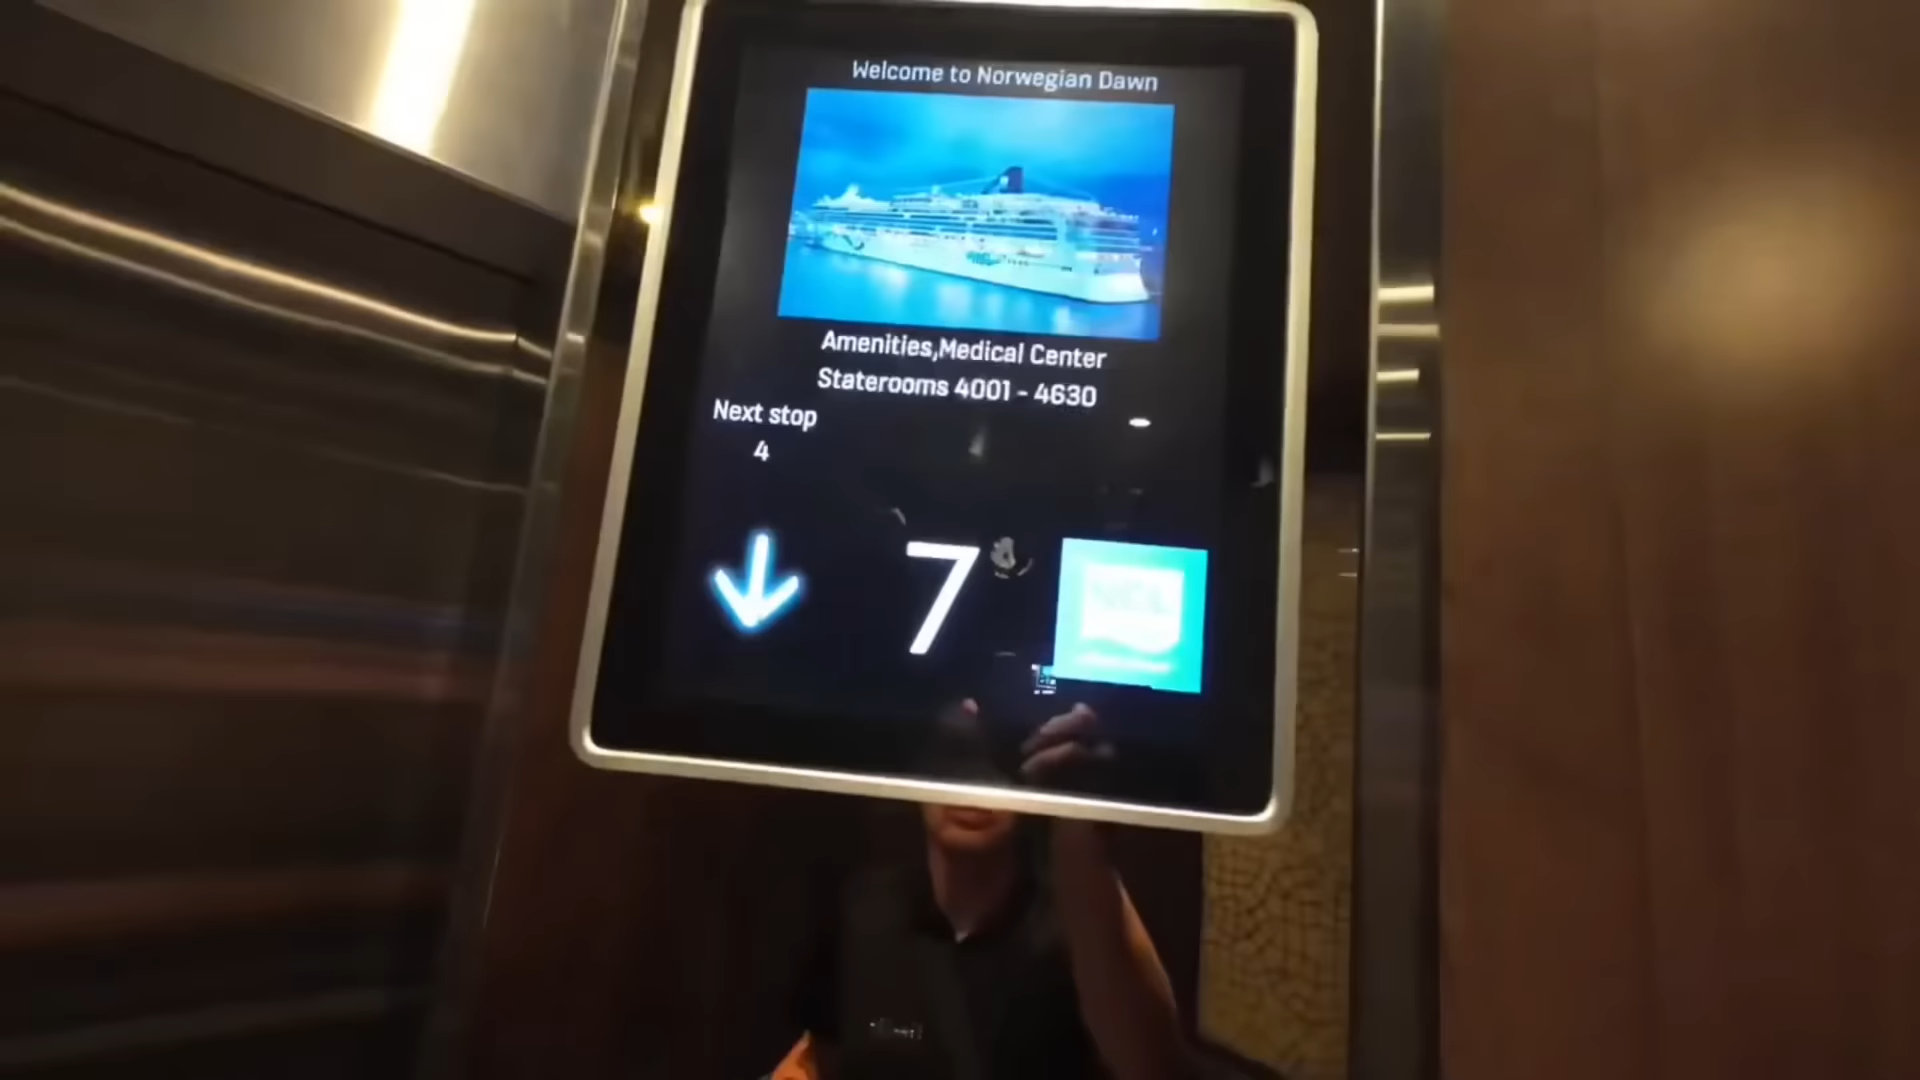 Welcome to Norwegian Dawn
Amenities,Medical Center
Staterooms 4001 - 4630
Next stop
4
7